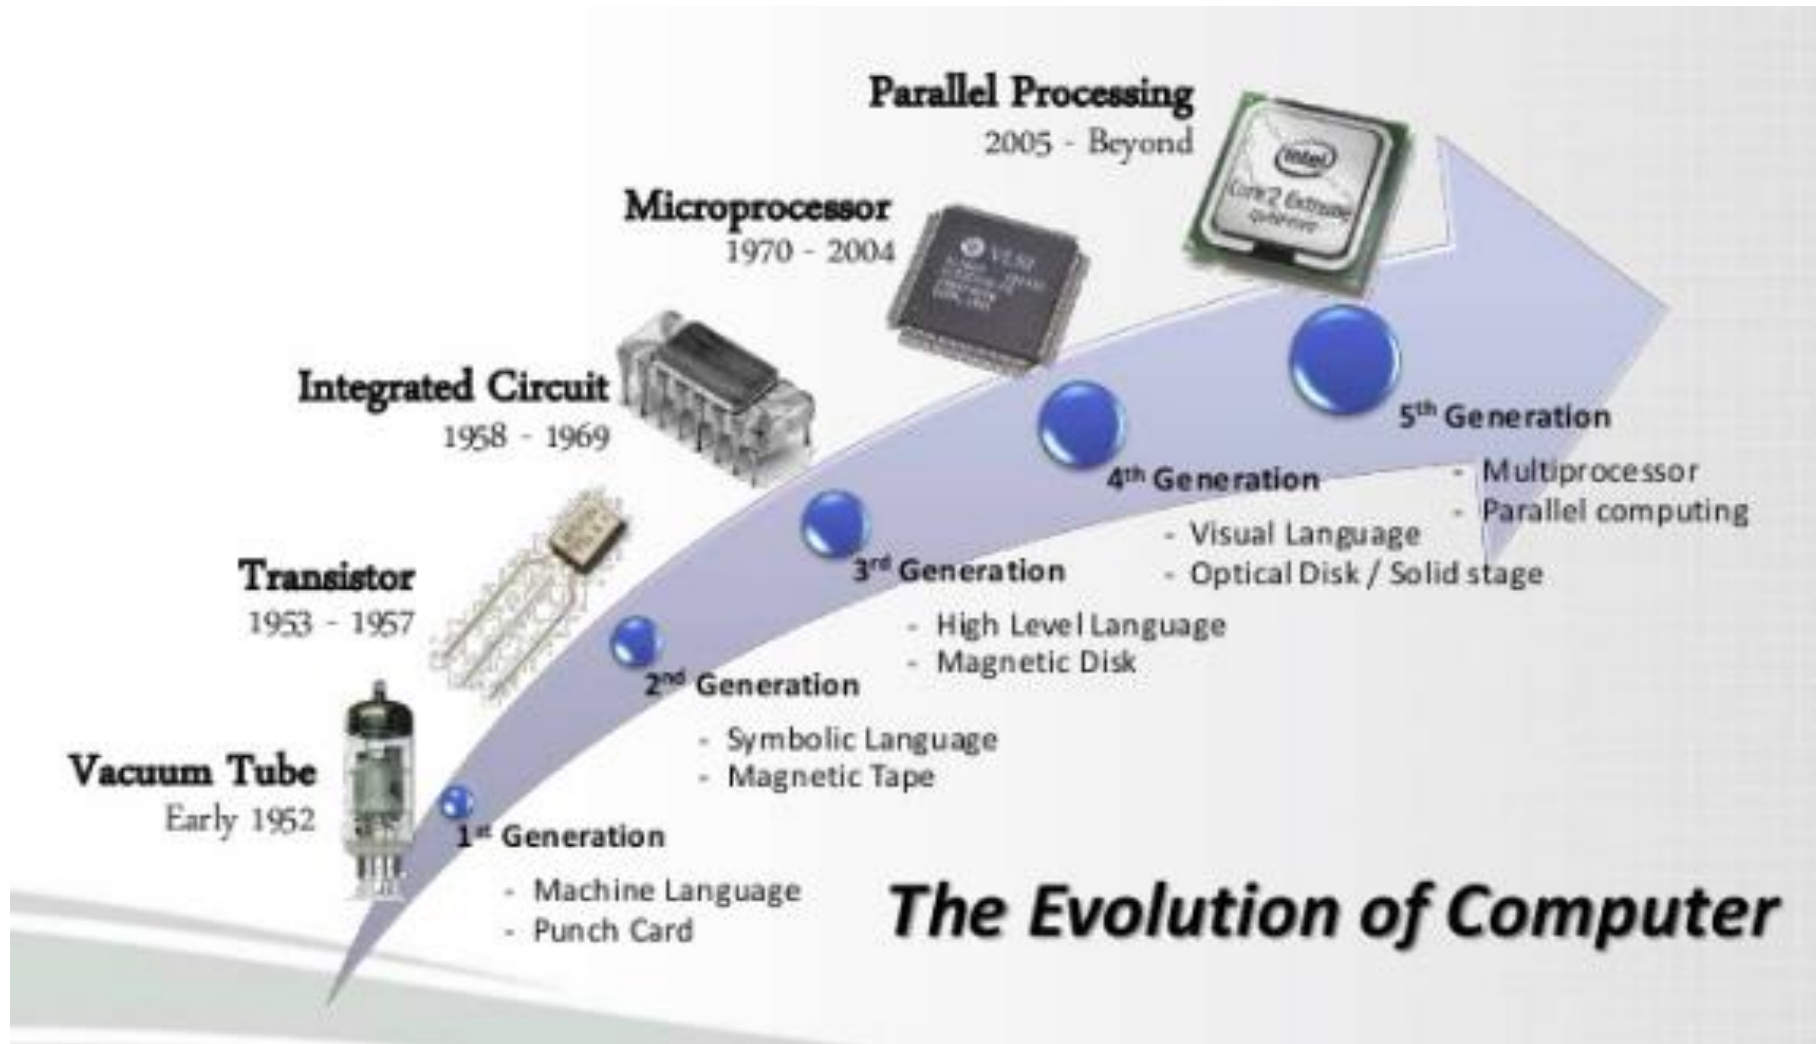 Parallel Processing
2005 - Beyond
intel
Core 2 Extreme
Microprocessor
1970 - 2004
VLSI
Integrated Circuit
1958 - 1969
Transistor
1953 - 1957
Vacuum Tube
Early 1952
1st Generation
- Machine Language
- Punch Card
2nd Generation
- Symbolic Language
- Magnetic Tape
3rd Generation
- High Level Language
- Magnetic Disk
4th Generation
- Visual Language
- Optical Disk / Solid stage
5th Generation
- Multiprocessor
- Parallel computing
The Evolution of Computer